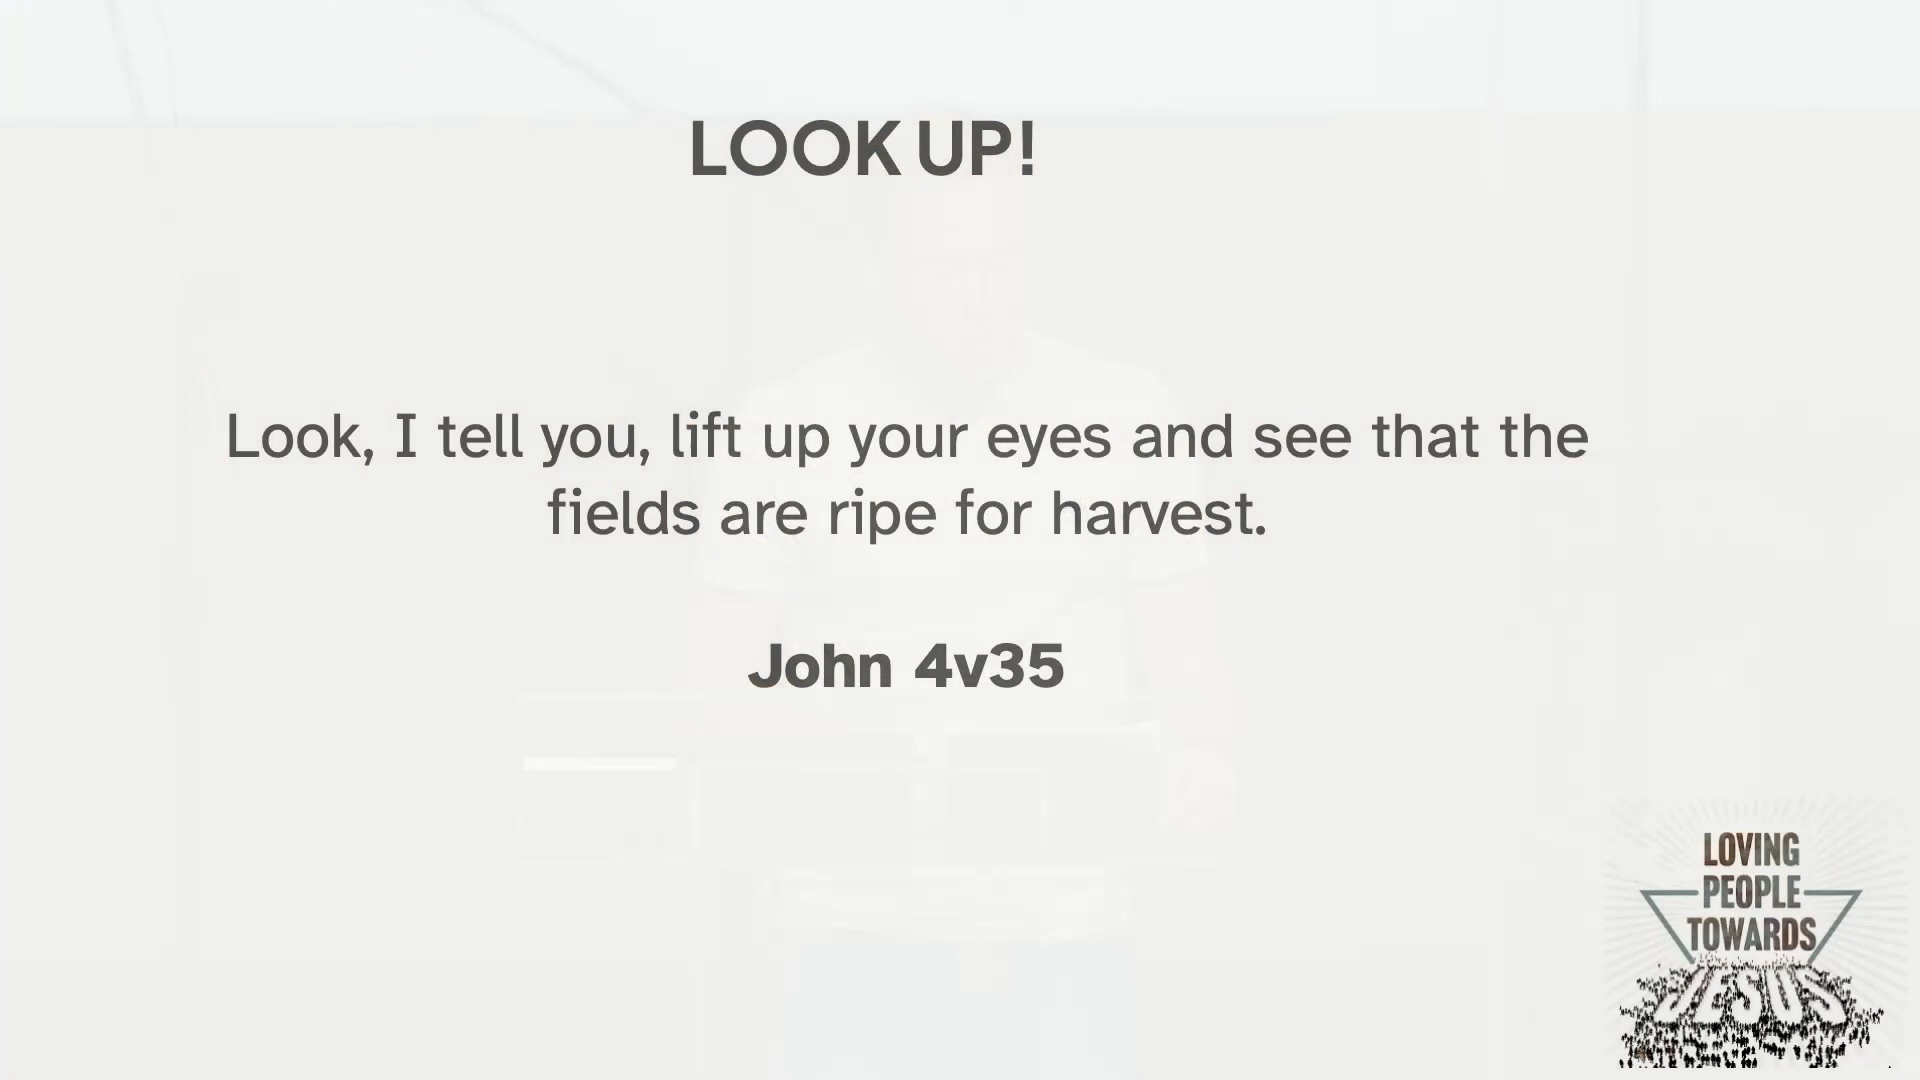 LOOK UP!
Look, I tell you, lift up your eyes and see that the
fields are ripe for harvest.
John 4v35
LOVING
PEOPLE
TOWARDS
JESUS